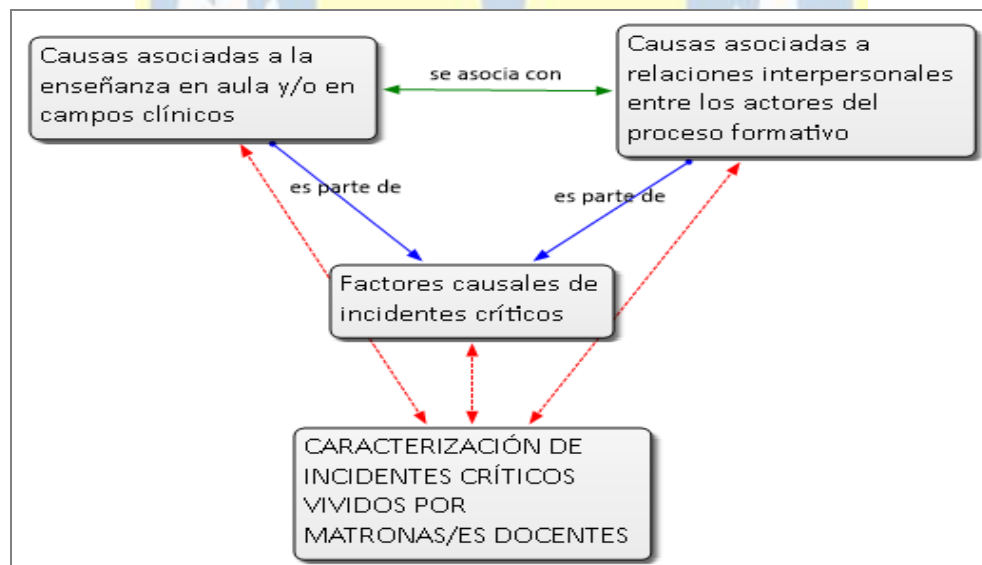 Causas asociadas a la
enseñanza en aula y/o en
campos clínicos
se asocia con
Causas asociadas a
relaciones interpersonales
entre los actores del
proceso formativo
es parte de
es parte de
Factores causales de
incidentes críticos
CARACTERIZACIÓN DE
INCIDENTES CRÍTICOS
VIVIDOS POR
MATRONAS/ES DOCENTES